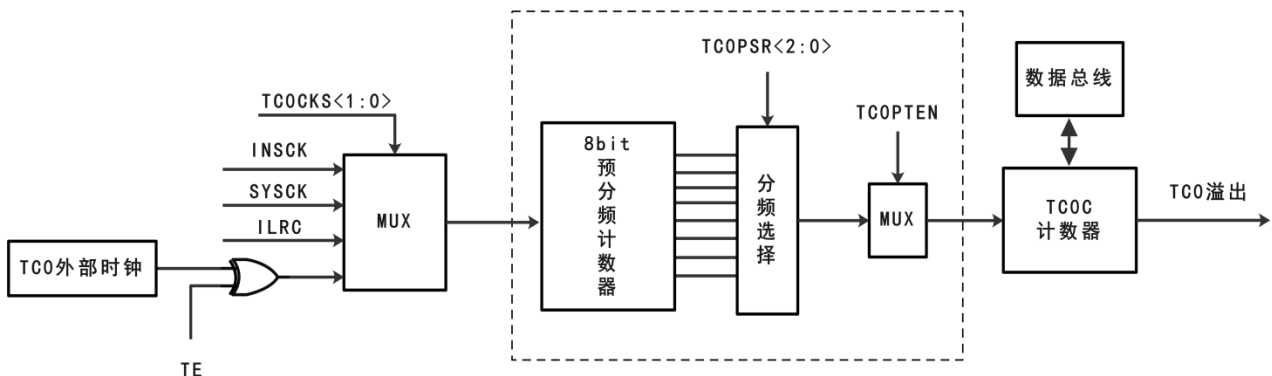 TC0PSR<2:0>
数据总线
TC0CKS<1:0>
TC0PTEN
8bit
预分频计数器
INSCK
SYSCK
MUX
分频选择
MUX
TC0C
计数器
TC0溢出
ILRC
TC0外部时钟
TE